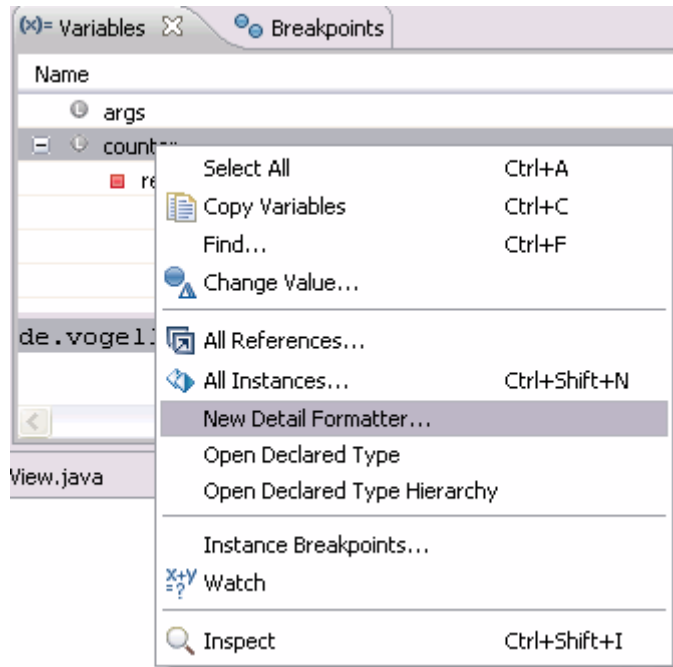 (x)= Variables Breakpoints
Name
args
Select All Ctrl+A
Copy Variables Ctrl+C
Find... Ctrl+F
Change Value...
All References...
All Instances... Ctrl+Shift+N
New Detail Formatter...
Open Declared Type
Open Declared Type Hierarchy
Instance Breakpoints...
Watch
Inspect Ctrl+Shift+I
View.java